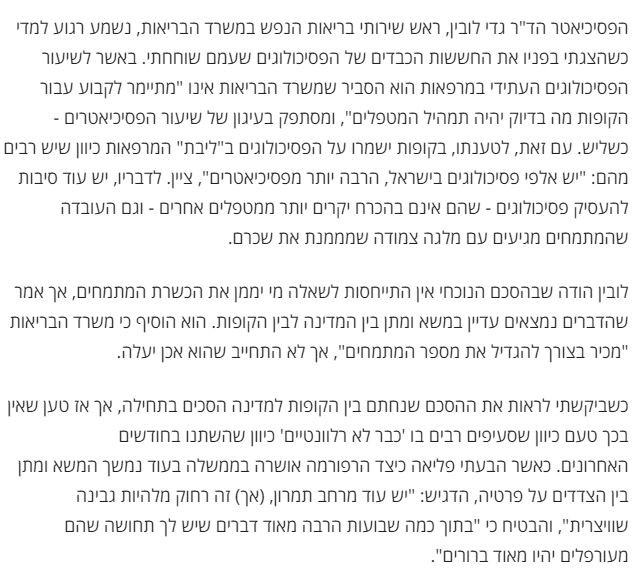 הפסיכיאטר הד"ר גדי לובין, ראש שירותי בריאות הנפש במשרד הבריאות, נשמע רגוע למדי
כשהצגתי בפניו את החששות הכבדים של הפסיכולוגים שעמם שוחחתי. באשר לשיעור
הפסיכולוגים העתידי במרפאות הוא הסביר שמשרד הבריאות אינו "מתיימר לקבוע עבור
הקופות מה בדיוק יהיה תמהיל המטפלים", ומסתפק בעיגון של שיעור הפסיכיאטרים -
כשליש. עם זאת, לטענתו, בקופות ישמרו על הפסיכולוגים ב"ליבת" המרפאות כיוון שיש רבים
מהם: "יש אלפי פסיכולוגים בישראל, הרבה יותר מפסיכיאטרים", ציין. לדבריו, יש עוד סיבות
להעסיק פסיכולוגים - שהם אינם בהכרח יקרים יותר ממטפלים אחרים - וגם העובדה
שהמתמחים מגיעים עם מלגה צמודה שמממנת את שכרם.
לובין הודה שבהסכם הנוכחי אין התייחסות לשאלה מי יממן את הכשרת המתמחים, אך אמר
שהדברים נמצאים עדיין במשא ומתן בין המדינה לבין הקופות. הוא הוסיף כי משרד הבריאות
"מכיר בצורך להגדיל את מספר המתמחים", אך לא התחייב שהוא אכן יעלה.
כשביקשתי לראות את ההסכם שנחתם בין הקופות למדינה הסכים בתחילה, אך אז טען שאין
בכך טעם כיוון שסעיפים רבים בו 'כבר לא רלוונטיים' כיוון שהשתנו בחודשים
האחרונים. כאשר הבעתי פליאה כיצד הרפורמה אושרה בממשלה בעוד נמשך המשא ומתן
בין הצדדים על פרטיה, הדגיש: "יש עוד מרחב תמרון, (אך) זה רחוק מלהיות גבינה
שוויצרית", והבטיח כי "בתוך כמה שבועות הרבה מאוד דברים שיש לך תחושה שהם
מעורפלים יהיו מאוד ברורים".